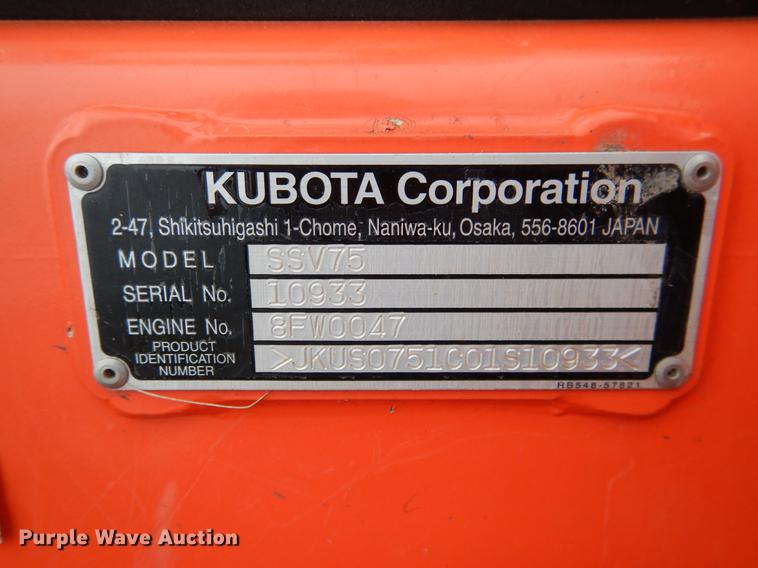 KUBOTA Corporation
2-47, Shikitsuhigashi 1-Chome, Naniwa-ku, Osaka, 556-8601 JAPAN
MODEL SSV75
SERIAL No. 10933
ENGINE No. 8FW0047
PRODUCT IDENTIFICATION NUMBER >JKUS0751C01S10933<
RB548-57821
Purple Wave Auction